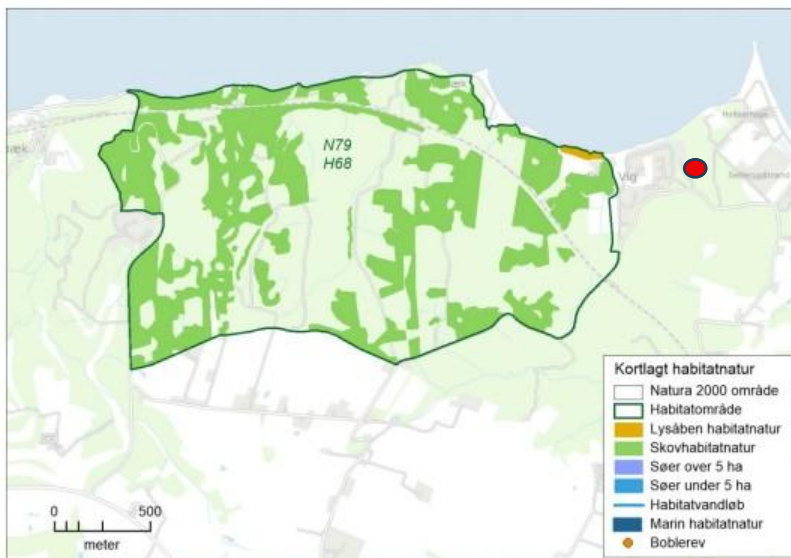 N79
H68
bæk
Vig
Kortlagt habitatnatur
Natura 2000 område
Habitatområde
Lysåben habitatnatur
Skovhabitatnatur
Søer over 5 ha
Søer under 5 ha
Habitatvandløb
Marin habitatnatur
Boblerev
0 500
meter